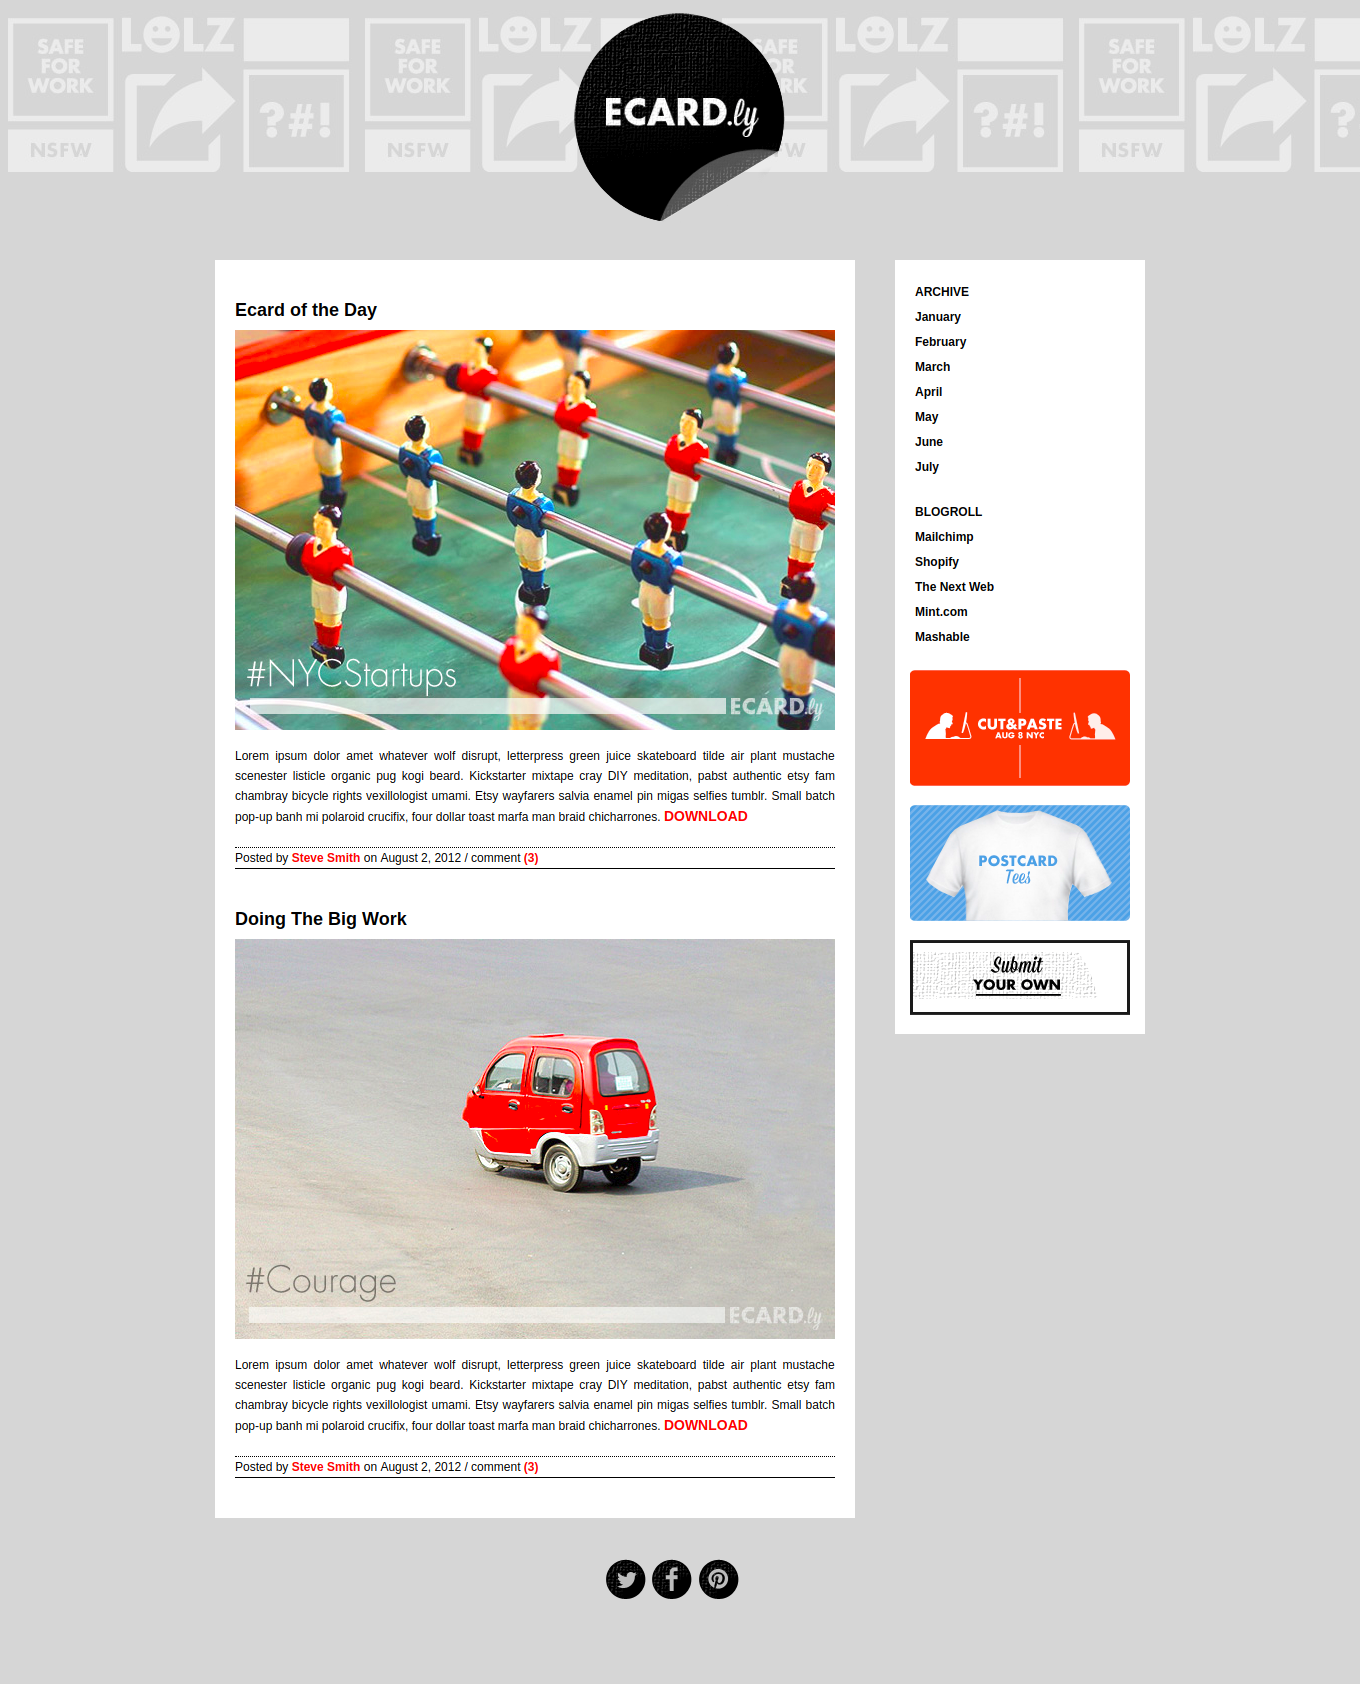 SAFE
FOR
WORK
NSFW
LOLZ
?#!
SAFE
FOR
WORK
NSFW
LOLZ
ECARD.ly
LOLZ
?#!
SAFE
FOR
WORK
NSFW
LOLZ
Ecard of the Day
#NYCStartups
ECARD.ly
Lorem ipsum dolor amet whatever wolf disrupt, letterpress green juice skateboard tilde air plant mustache
scenester listicle organic pug kogi beard. Kickstarter mixtape cray DIY meditation, pabst authentic etsy fam
chambray bicycle rights vexillologist umami. Etsy wayfarers salvia enamel pin migas selfies tumblr. Small batch
pop-up banh mi polaroid crucifix, four dollar toast marfa man braid chicharrones. DOWNLOAD
Posted by Steve Smith on August 2, 2012 / comment (3)
Doing The Big Work
#Courage
ECARD.ly
Lorem ipsum dolor amet whatever wolf disrupt, letterpress green juice skateboard tilde air plant mustache
scenester listicle organic pug kogi beard. Kickstarter mixtape cray DIY meditation, pabst authentic etsy fam
chambray bicycle rights vexillologist umami. Etsy wayfarers salvia enamel pin migas selfies tumblr. Small batch
pop-up banh mi polaroid crucifix, four dollar toast marfa man braid chicharrones. DOWNLOAD
Posted by Steve Smith on August 2, 2012 / comment (3)
ARCHIVE
January
February
March
April
May
June
July
BLOGROLL
Mailchimp
Shopify
The Next Web
Mint.com
Mashable
CUT&PASTE
AUG 8 NYC
POSTCARD
Tees
Submit
YOUR OWN